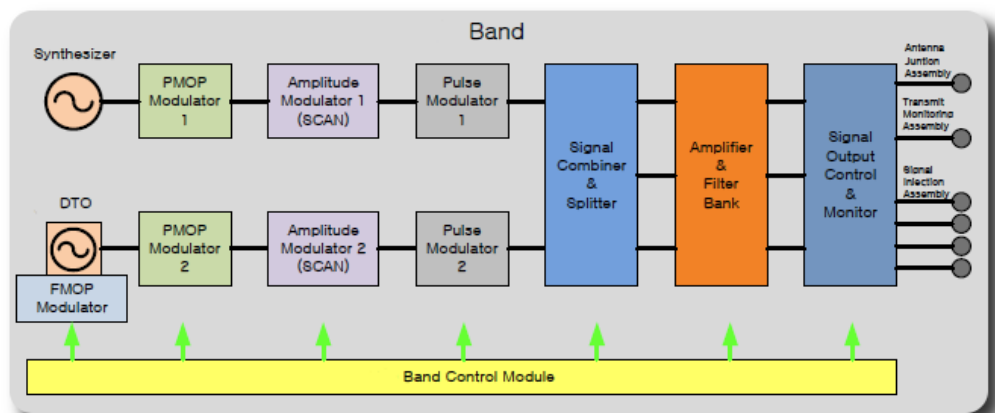 Band
Synthesizer
PMOP
Modulator
1
Amplitude
Modulator 1
(SCAN)
Pulse
Modulator
1
Signal
Combiner
&
Splitter
Amplifier
&
Filter
Bank
Signal
Output
Control
&
Monitor
Antenna
Juntion
Assembly
Transmit
Monitoring
Assembly
Signal
Injection
Assembly
DTO
FMOP
Modulator
PMOP
Modulator
2
Amplitude
Modulator 2
(SCAN)
Pulse
Modulator
2
Band Control Module